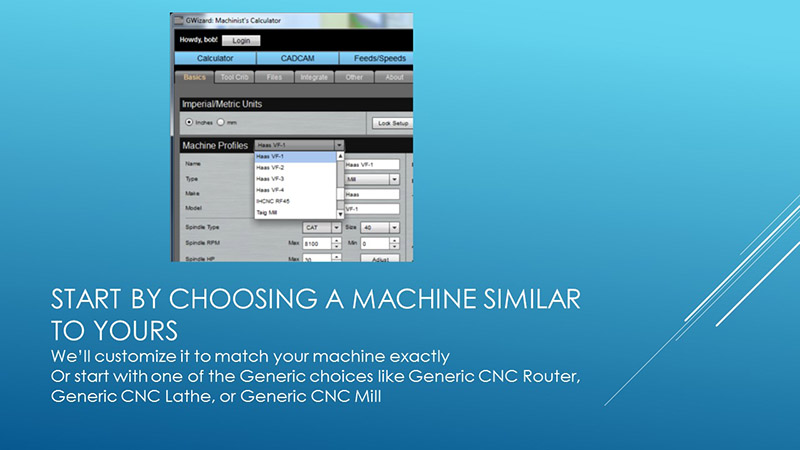 GWizard: Machinist's Calculator
Howdy, bob! Login
Calculator CADCAM Feeds/Speeds
Basics Tool Crib Files Integrate Other About
Imperial/Metric Units
Inches mm Lock Setup
Machine Profiles Haas VF-1
Haas VF-1
Haas VF-2
Haas VF-3
Haas VF-4
IHCNC RF45
Taig Mill
Name Haas VF-1
Type Mill
Make Haas
Model VF-1
Spindle Type CAT Size 40
Spindle RPM Max 8100 Min 0
Spindle HP Max 30 Adjust
START BY CHOOSING A MACHINE SIMILAR
TO YOURS
We'll customize it to match your machine exactly
Or start with one of the Generic choices like Generic CNC Router,
Generic CNC Lathe, or Generic CNC Mill